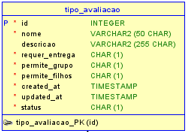 tipo_avaliacao
P * id INTEGER
* nome VARCHAR2 (50 CHAR)
descricao VARCHAR2 (255 CHAR)
* requer_entrega CHAR (1)
* permite_grupo CHAR (1)
* permite_filhos CHAR (1)
* created_at TIMESTAMP
* updated_at TIMESTAMP
* status CHAR (1)
tipo_avaliacao_PK (id)